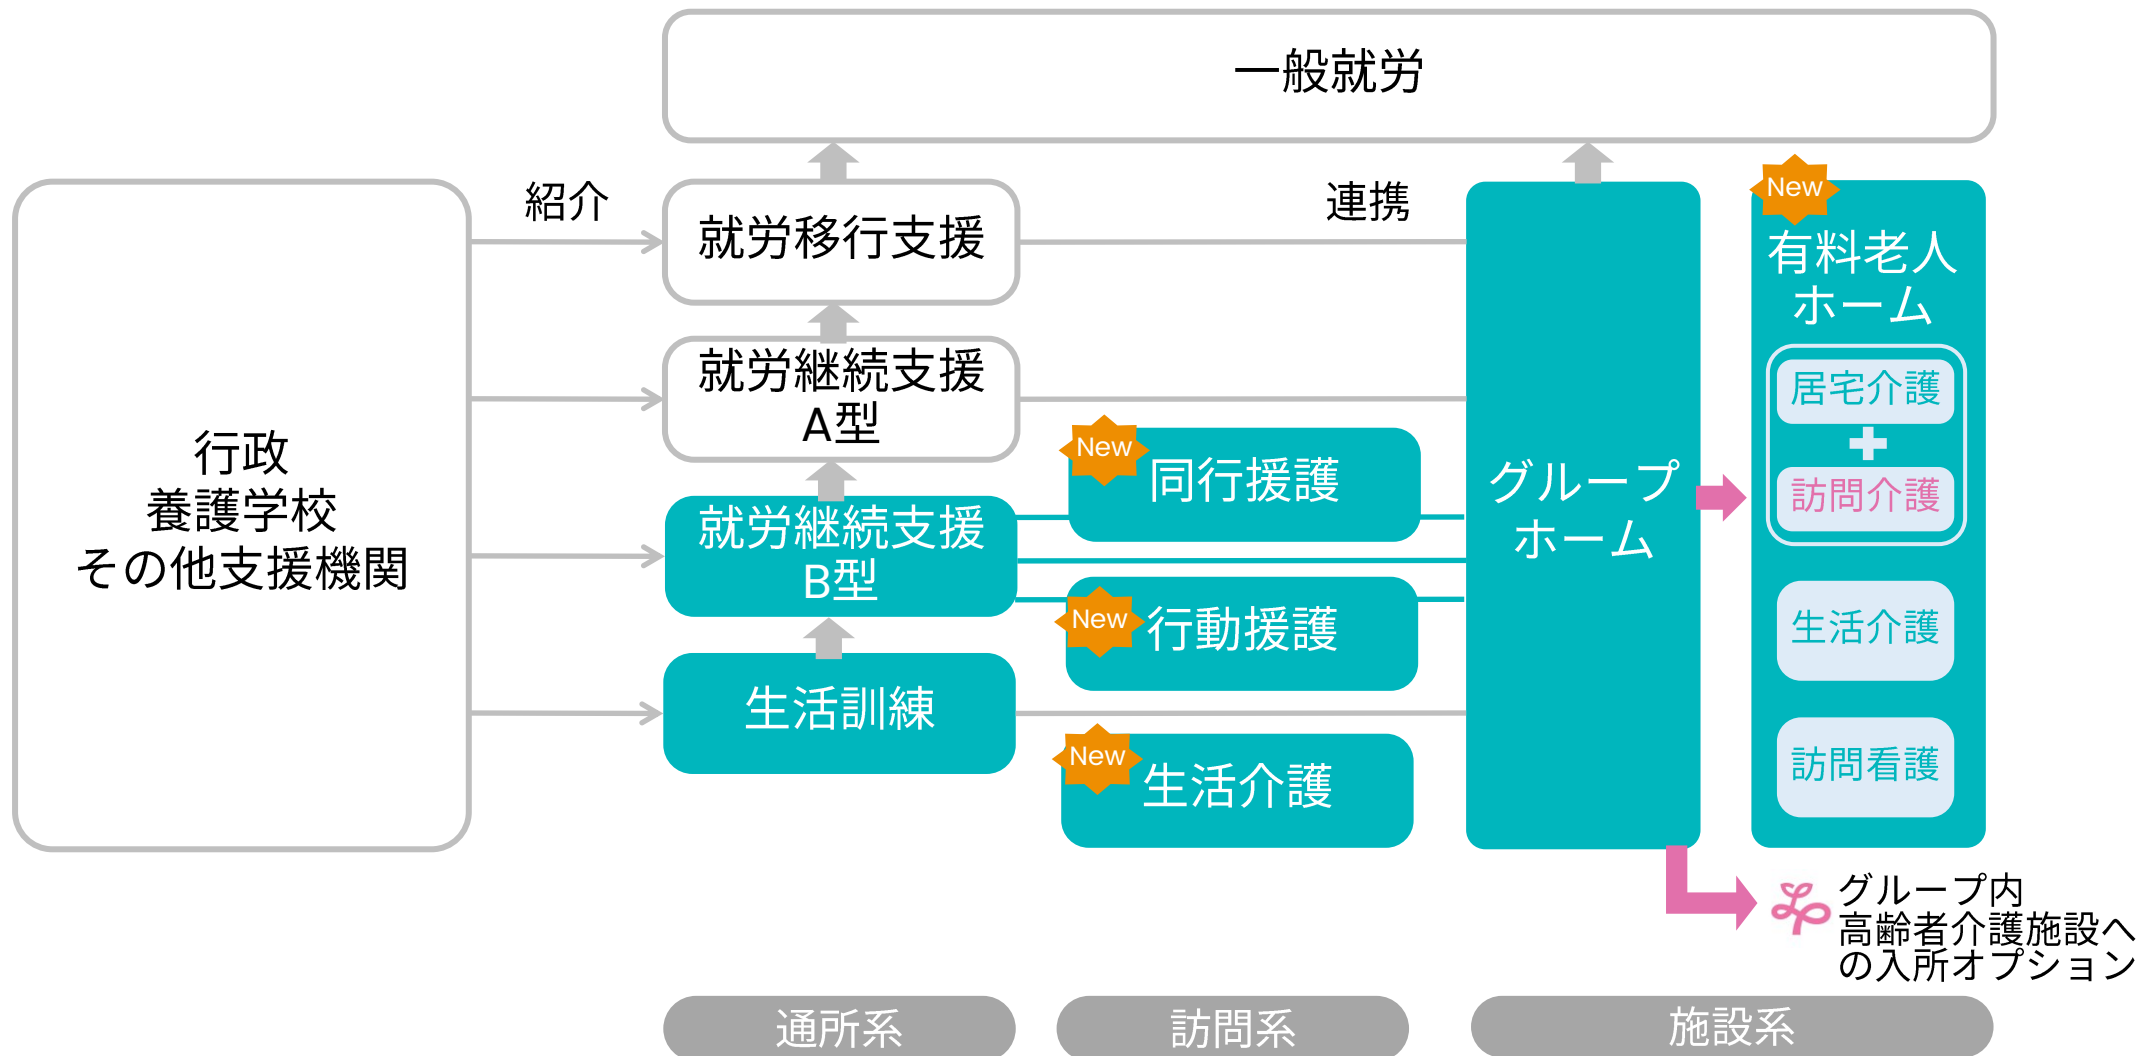 一般就労
紹介
連携
行政
養護学校
その他支援機関
就労移行支援
就労継続支援
A型
就労継続支援
B型
生活訓練
New
同行援護
New
行動援護
New
生活介護
グループ
ホーム
New
有料老人
ホーム
居宅介護
訪問介護
生活介護
訪問看護
グループ内
高齢者介護施設へ
の入所オプション
通所系
訪問系
施設系